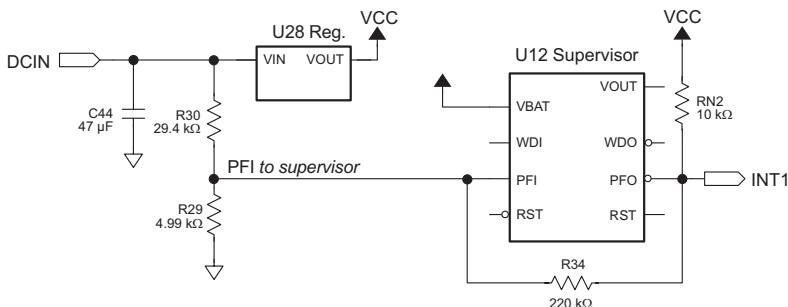 VCC
U28 Reg.
DCIN
VIN
VOUT
C44
47 µF
R30
29.4 kΩ
PFI to supervisor
R29
4.99 kΩ
U12 Supervisor
VCC
VOUT
VBAT
RN2
10 kΩ
WDI
WDO
PFI
PFO
INT1
RST
RST
R34
220 kΩ